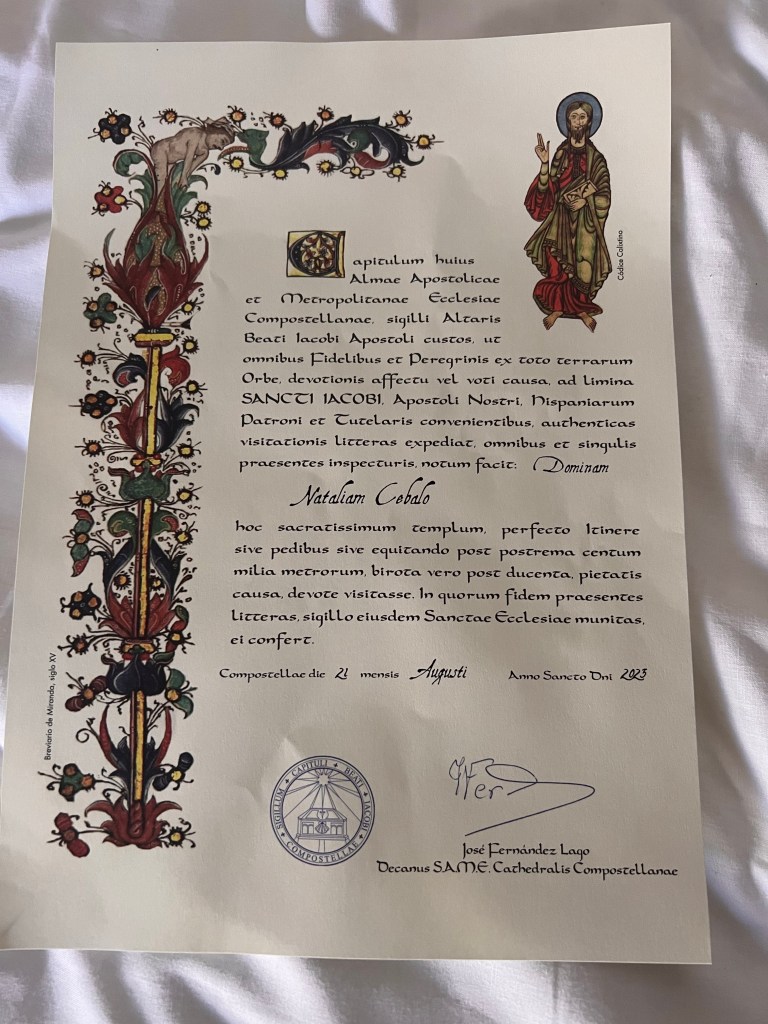 Capitulum huius
Almae Apostolicae
et Metropolitanae Ecclesiae
Compostellanae, sigilli Altaris
Beati Iacobi Apostoli custos, ut
omnibus Fidelibus et Peregrinis ex toto terrarum
Orbe, devotionis affectu vel voti causa, ad limina
SANCTI IACOBI, Apostoli Nostri, Hispaniarum
Patroni et Tutelaris convenientibus, authenticas
visitationis litteras expediat, omnibus et singulis
praesentes inspecturis, notum facit: Dominam
Nataliam Cebalo
hoc sacratissimum templum, perfecto Itinere
sive pedibus sive equitando post postrema centum
milia metrorum, birota vero post ducenta, pietatis
causa, devote visitasse. In quorum fidem praesentes
litteras, sigillo eiusdem Sanctae Ecclesiae munitas,
ei confert.
Compostellae die 21 mensis Augusti Anno Sancto Dni 2023
SIGILLUM CAPITULI BEATI IACOBI COMPOSTELLAE
José Fernández Lago
Decanus S.A.M.E. Cathedralis Compostellanae
Códice Calixtino
Breviario de Miranda, siglo XV